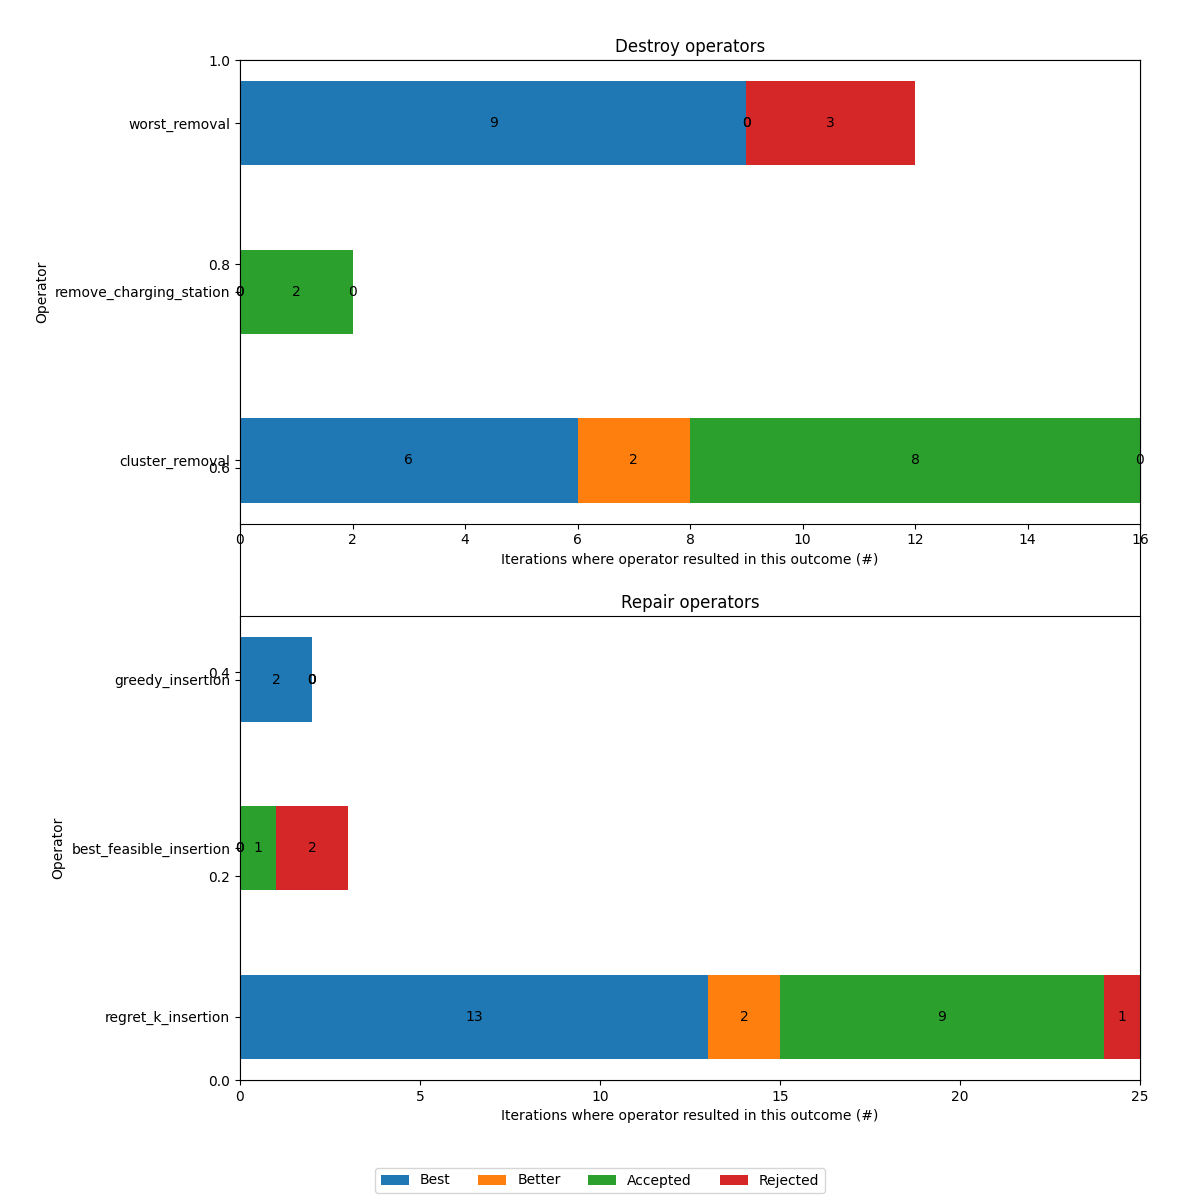 Destroy operators
1.0
worst_removal
9
0
3
0.8
Operator
remove_charging_station
0
2
0
cluster_removal
0.6
6
2
8
0
0 2 4 6 8 10 12 14 16
Iterations where operator resulted in this outcome (#)
Repair operators
0.4
greedy_insertion
2
0
Operator
best_feasible_insertion
0
1
2
0.2
regret_k_insertion
13
2
9
1
0.0
0 5 10 15 20 25
Iterations where operator resulted in this outcome (#)
Best Better Accepted Rejected